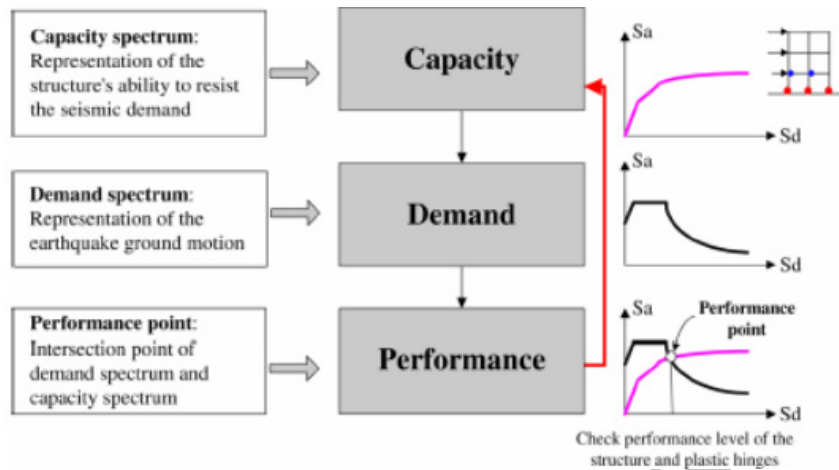 Capacity spectrum:
Representation of the
structure's ability to resist
the seismic demand
Capacity
Sa
Sd
Demand spectrum:
Representation of the
earthquake ground motion
Demand
Sa
Sd
Performance point:
Intersection point of
demand spectrum and
capacity spectrum
Performance
Sa
Performance
point
Sd
Check performance level of the
structure and plastic hinges